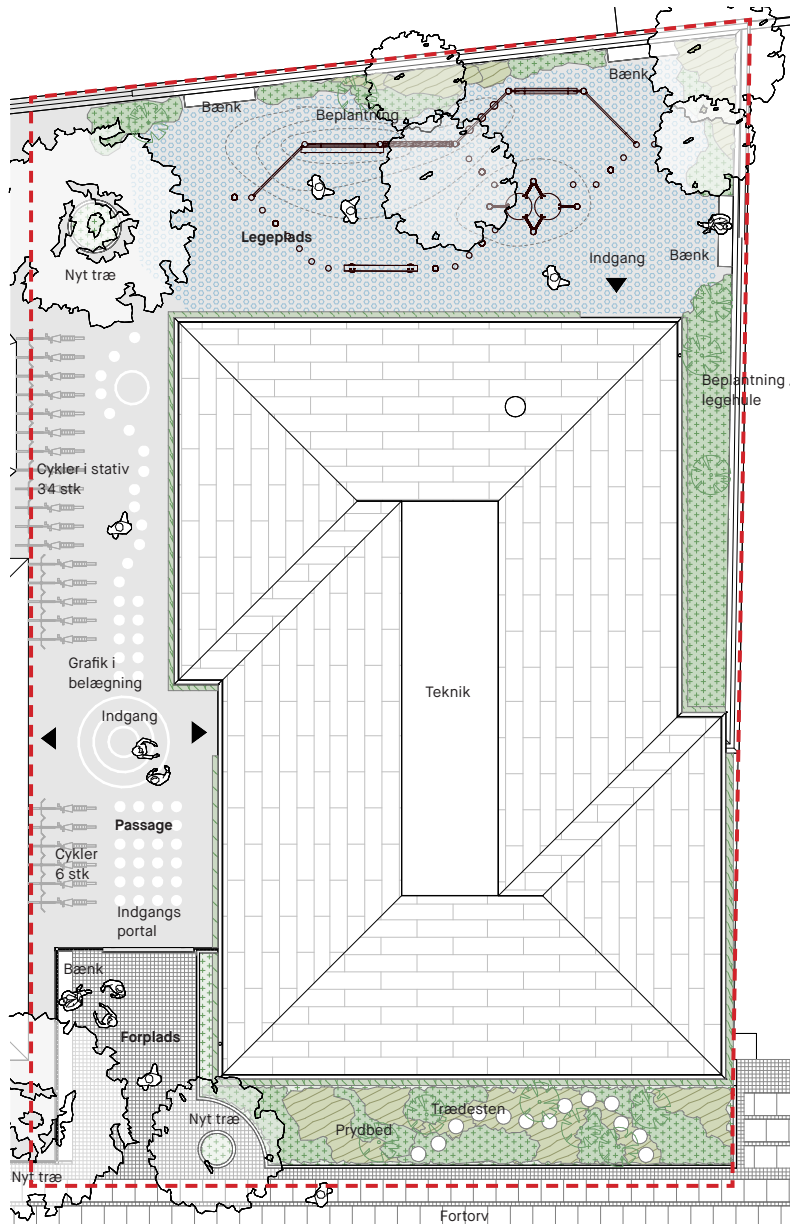 Bænk
Bænk
Beplantning
Legeplads
Indgang
Bænk
Nyt træ
Beplantning /
legehule
Cykler i stativ
34 stk
Grafik i
belægning
Indgang
Teknik
Passage
Cykler
6 stk
Indgangs
portal
Bænk
Forplads
Nyt træ
Trædesten
Prydbed
Nyt træ
Fortov